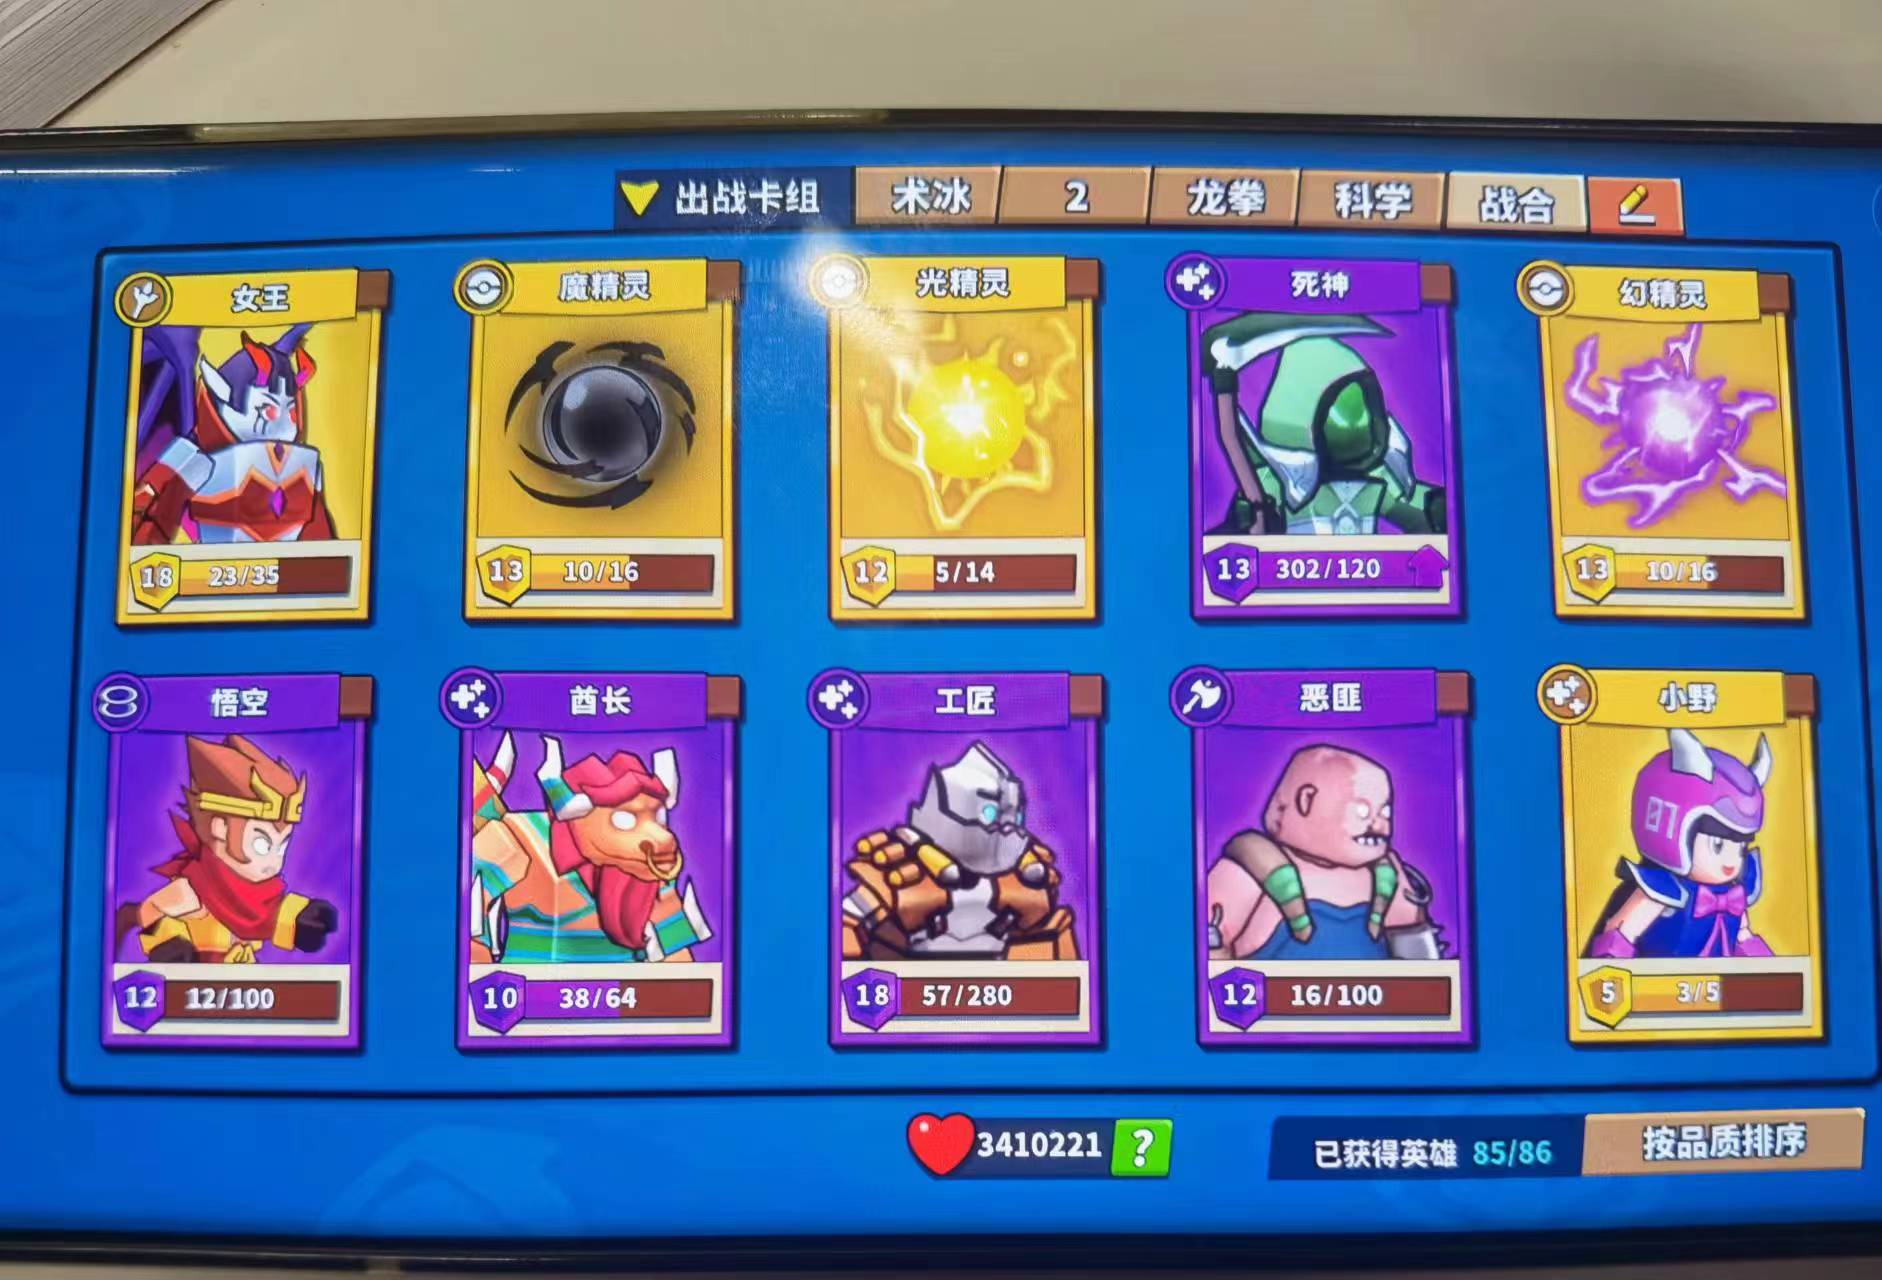 出战卡组 术冰 2 龙拳 科学 战合
女王 魔精灵 光精灵 死神 幻精灵
18 23/35 13 10/16 12 5/14 13 302/120 13 10/16
悟空 酋长 工匠 恶匪 小野
07
12 12/100 10 38/64 18 57/280 12 16/100 5 3/5
3410221 ? 已获得英雄 85/86 按品质排序